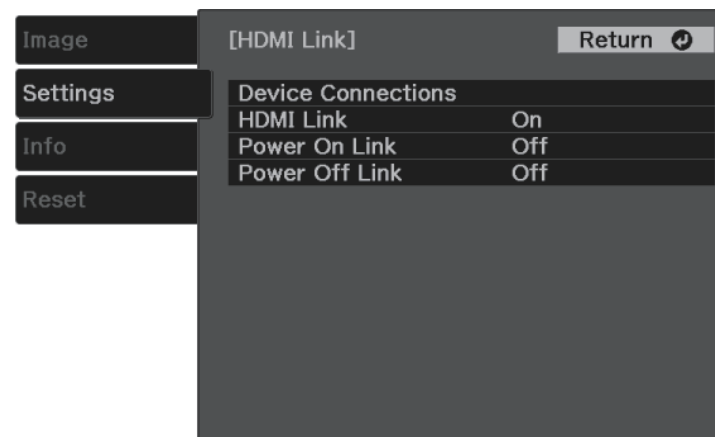 Image
Settings
Info
Reset
[HDMI Link]
Return
Device Connections
HDMI Link On
Power On Link Off
Power Off Link Off